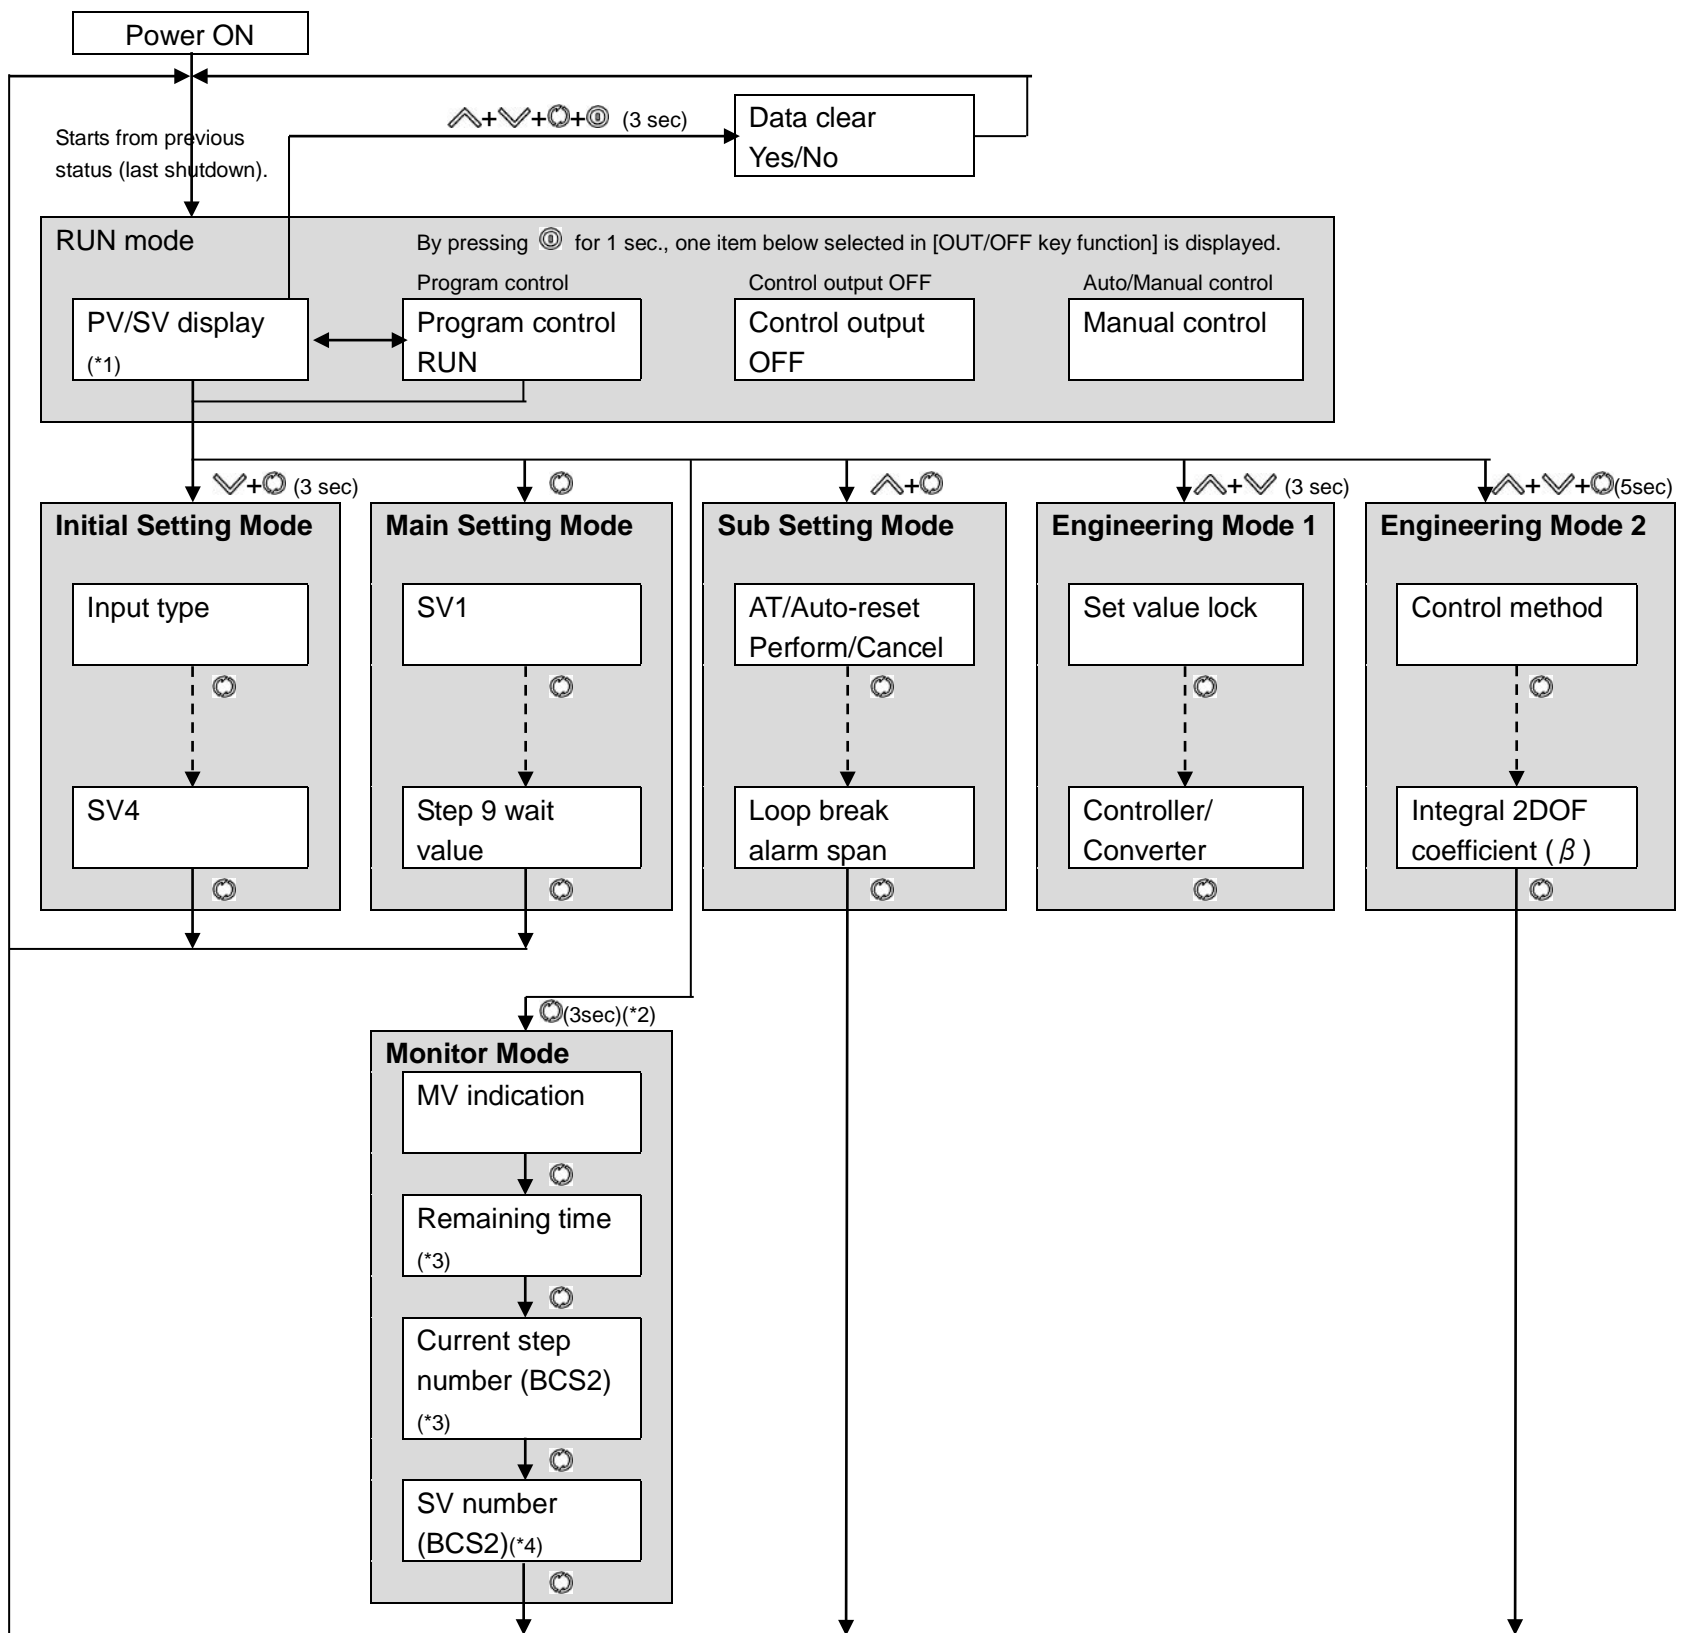 Power ON
+ + + (3 sec)
Data clear
Yes/No
Starts from previous
status (last shutdown).
RUN mode
By pressing for 1 sec., one item below selected in [OUT/OFF key function] is displayed.
Program control
Control output OFF
Auto/Manual control
PV/SV display
(*1)
Program control
RUN
Control output
OFF
Manual control
+ (3 sec)
+
+ (3 sec)
+ + (5sec)
Initial Setting Mode
Main Setting Mode
Sub Setting Mode
Engineering Mode 1
Engineering Mode 2
Input type
SV1
AT/Auto-reset
Perform/Cancel
Set value lock
Control method
SV4
Step 9 wait
value
Loop break
alarm span
Controller/
Converter
Integral 2DOF
coefficient (β)
(3sec)(*2)
Monitor Mode
MV indication
Remaining time
(*3)
Current step
number (BCS2)
(*3)
SV number
(BCS2)(*4)